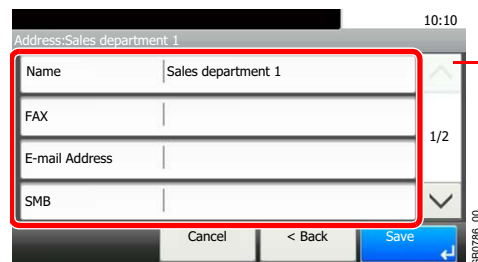 10:10
Address:Sales department 1
Name Sales department 1
FAX
1/2
E-mail Address
SMB
Cancel < Back Save
GB0786_00